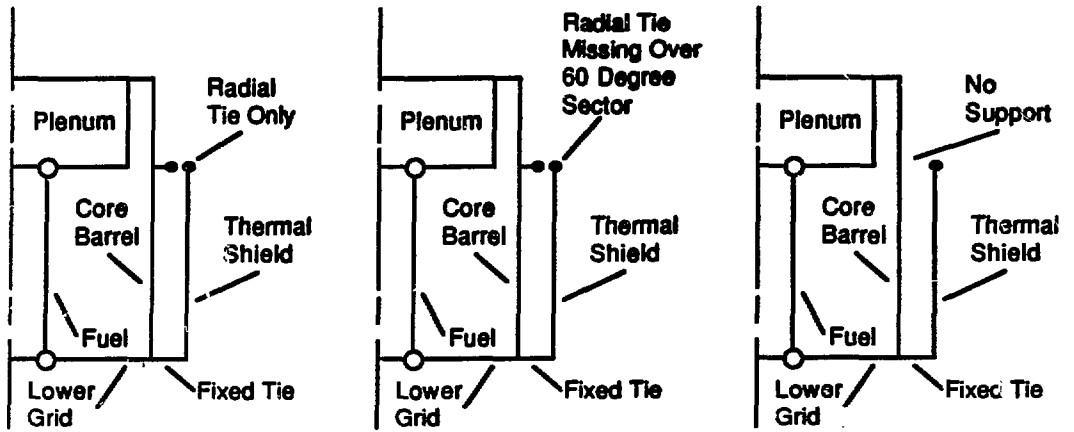 Radial
Tie Only
Plenum
Core
Barrel
Thermal
Shield
Fuel
Lower
Grid
Fixed Tie
Radial Tie
Missing Over
60 Degree
Sector
Plenum
Core
Barrel
Thermal
Shield
Fuel
Lower
Grid
Fixed Tie
No
Support
Plenum
Core
Barrel
Thermal
Shield
Fuel
Lower
Grid
Fixed Tie